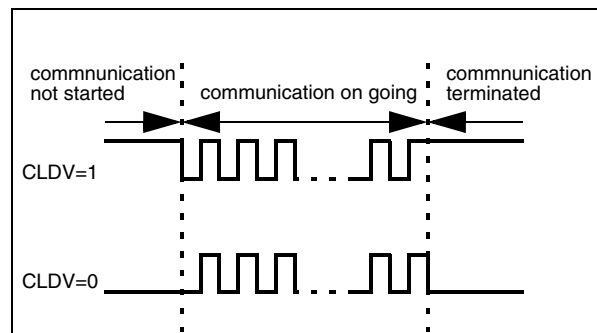 commnunication
not started
communication on going
commnunication
terminated
CLDV=1
CLDV=0